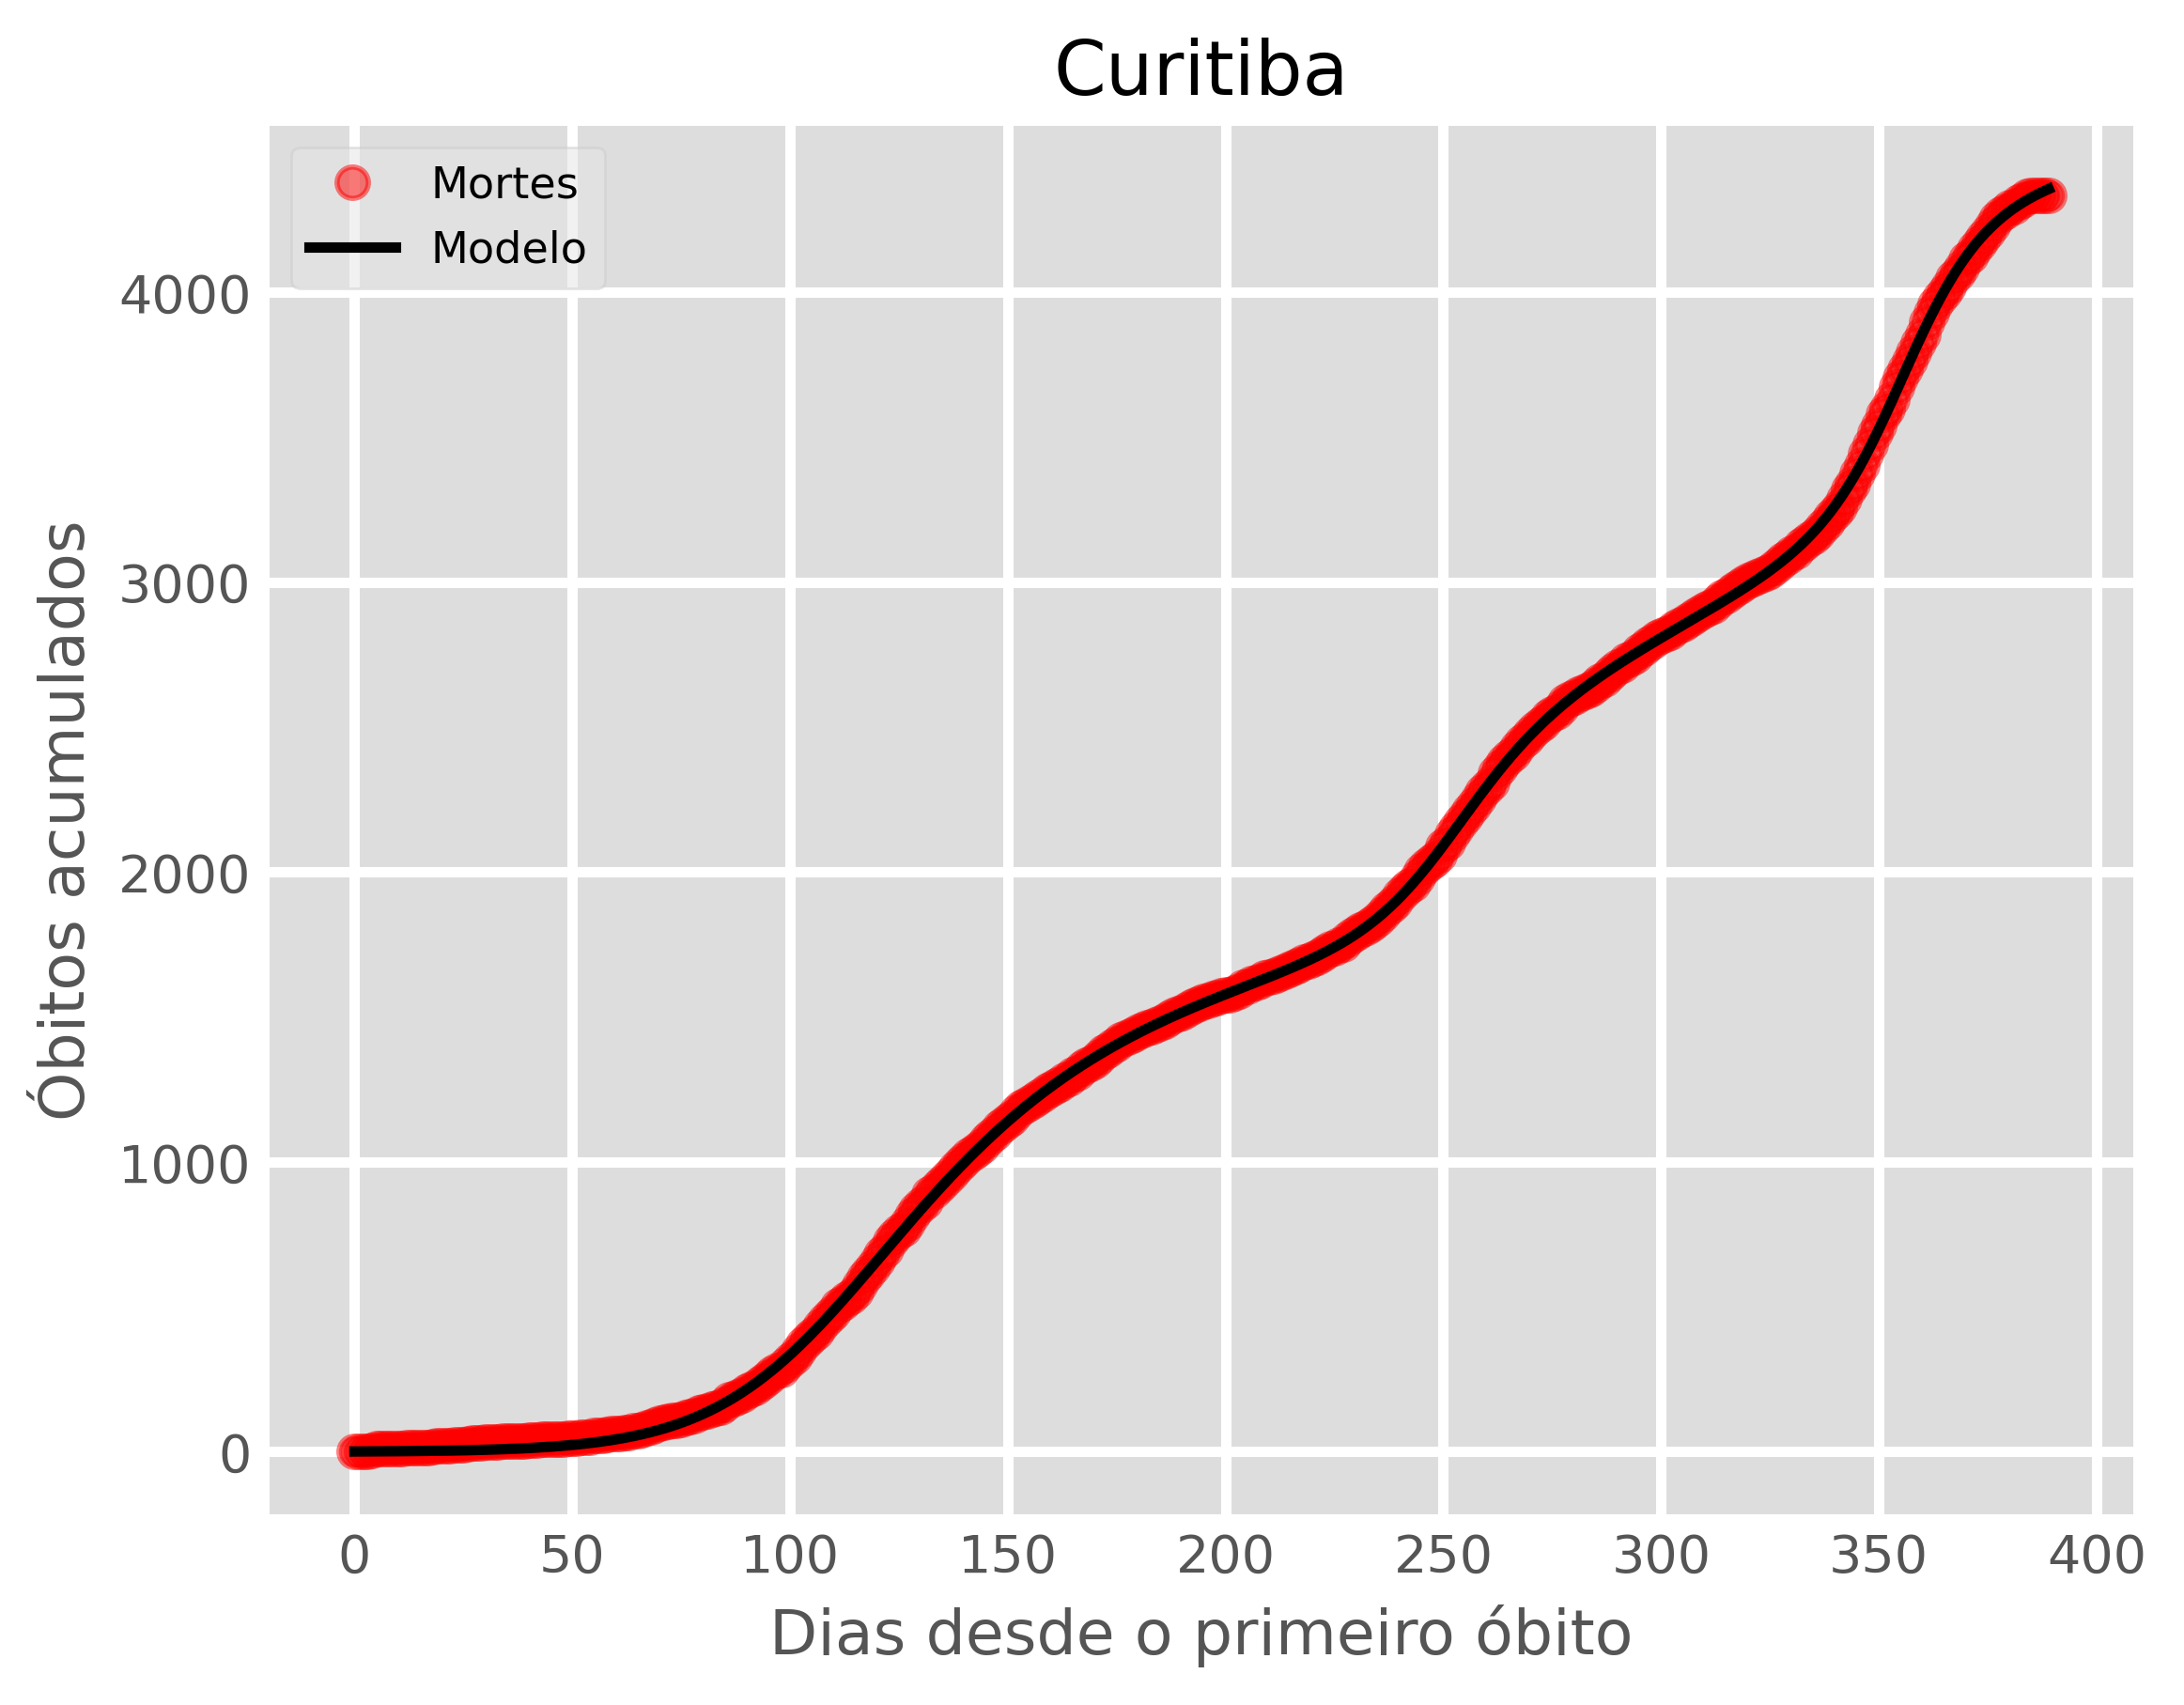 Curitiba
Mortes
Modelo
Óbitos acumulados
4000
3000
2000
1000
0
0 50 100 150 200 250 300 350 400
Dias desde o primeiro óbito